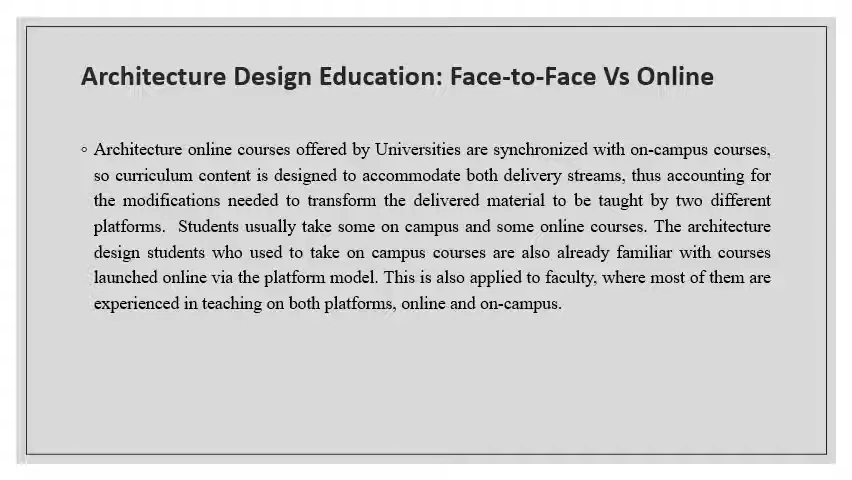 Architecture Design Education: Face-to-Face Vs Online
◦ Architecture online courses offered by Universities are synchronized with on-campus courses,
so curriculum content is designed to accommodate both delivery streams, thus accounting for
the modifications needed to transform the delivered material to be taught by two different
platforms.  Students usually take some on campus and some online courses. The architecture
design students who used to take on campus courses are also already familiar with courses
launched online via the platform model. This is also applied to faculty, where most of them are
experienced in teaching on both platforms, online and on-campus.